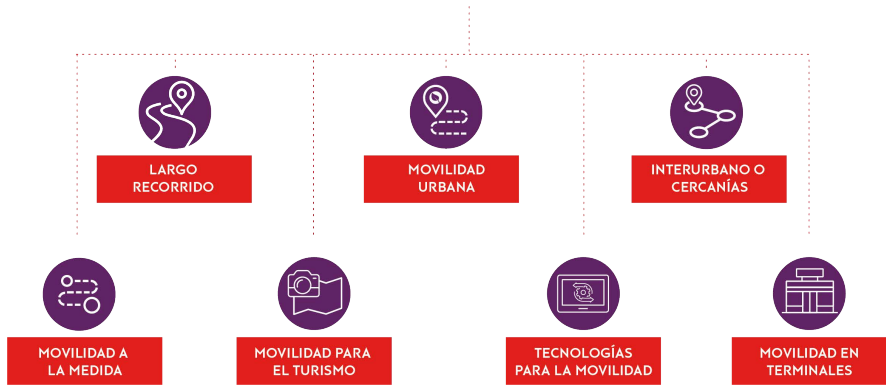 LARGO
RECORRIDO
MOVILIDAD
URBANA
INTERURBANO O
CERCANÍAS
MOVILIDAD A
LA MEDIDA
MOVILIDAD PARA
EL TURISMO
TECNOLOGÍAS
PARA LA MOVILIDAD
MOVILIDAD EN
TERMINALES